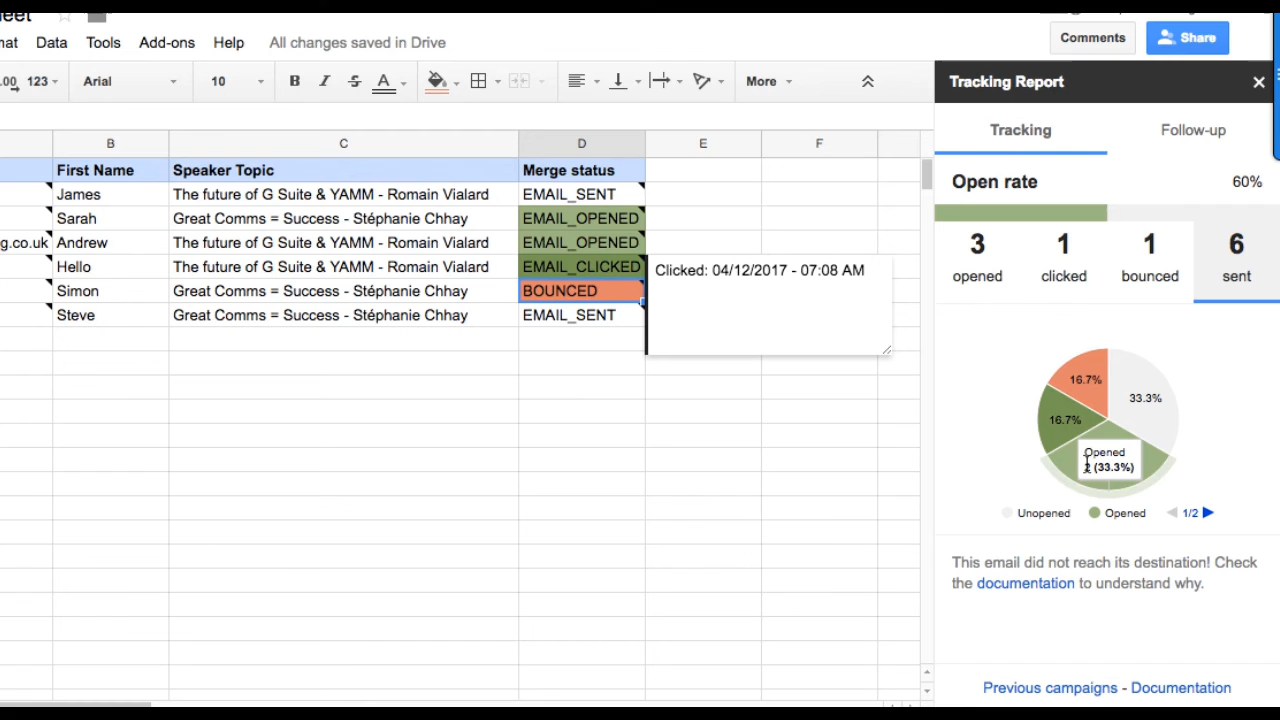 mat Data Tools Add-ons Help All changes saved in Drive Comments Share
.00 123 Arial 10 B I S A More
Tracking Report
Tracking Follow-up
B C D E F
First Name Speaker Topic Merge status
James The future of G Suite & YAMM - Romain Vialard EMAIL_SENT
Sarah Great Comms = Success - Stéphanie Chhay EMAIL_OPENED
g.co.uk Andrew The future of G Suite & YAMM - Romain Vialard EMAIL_OPENED
Hello The future of G Suite & YAMM - Romain Vialard EMAIL_CLICKED
Simon Great Comms = Success - Stéphanie Chhay BOUNCED
Steve Great Comms = Success - Stéphanie Chhay EMAIL_SENT
Clicked: 04/12/2017 - 07:08 AM
Open rate 60%
3 1 1 6
opened clicked bounced sent
16.7% 33.3%
16.7%
Opened
2 (33.3%)
Unopened Opened 1/2
This email did not reach its destination! Check
the documentation to understand why.
Previous campaigns - Documentation